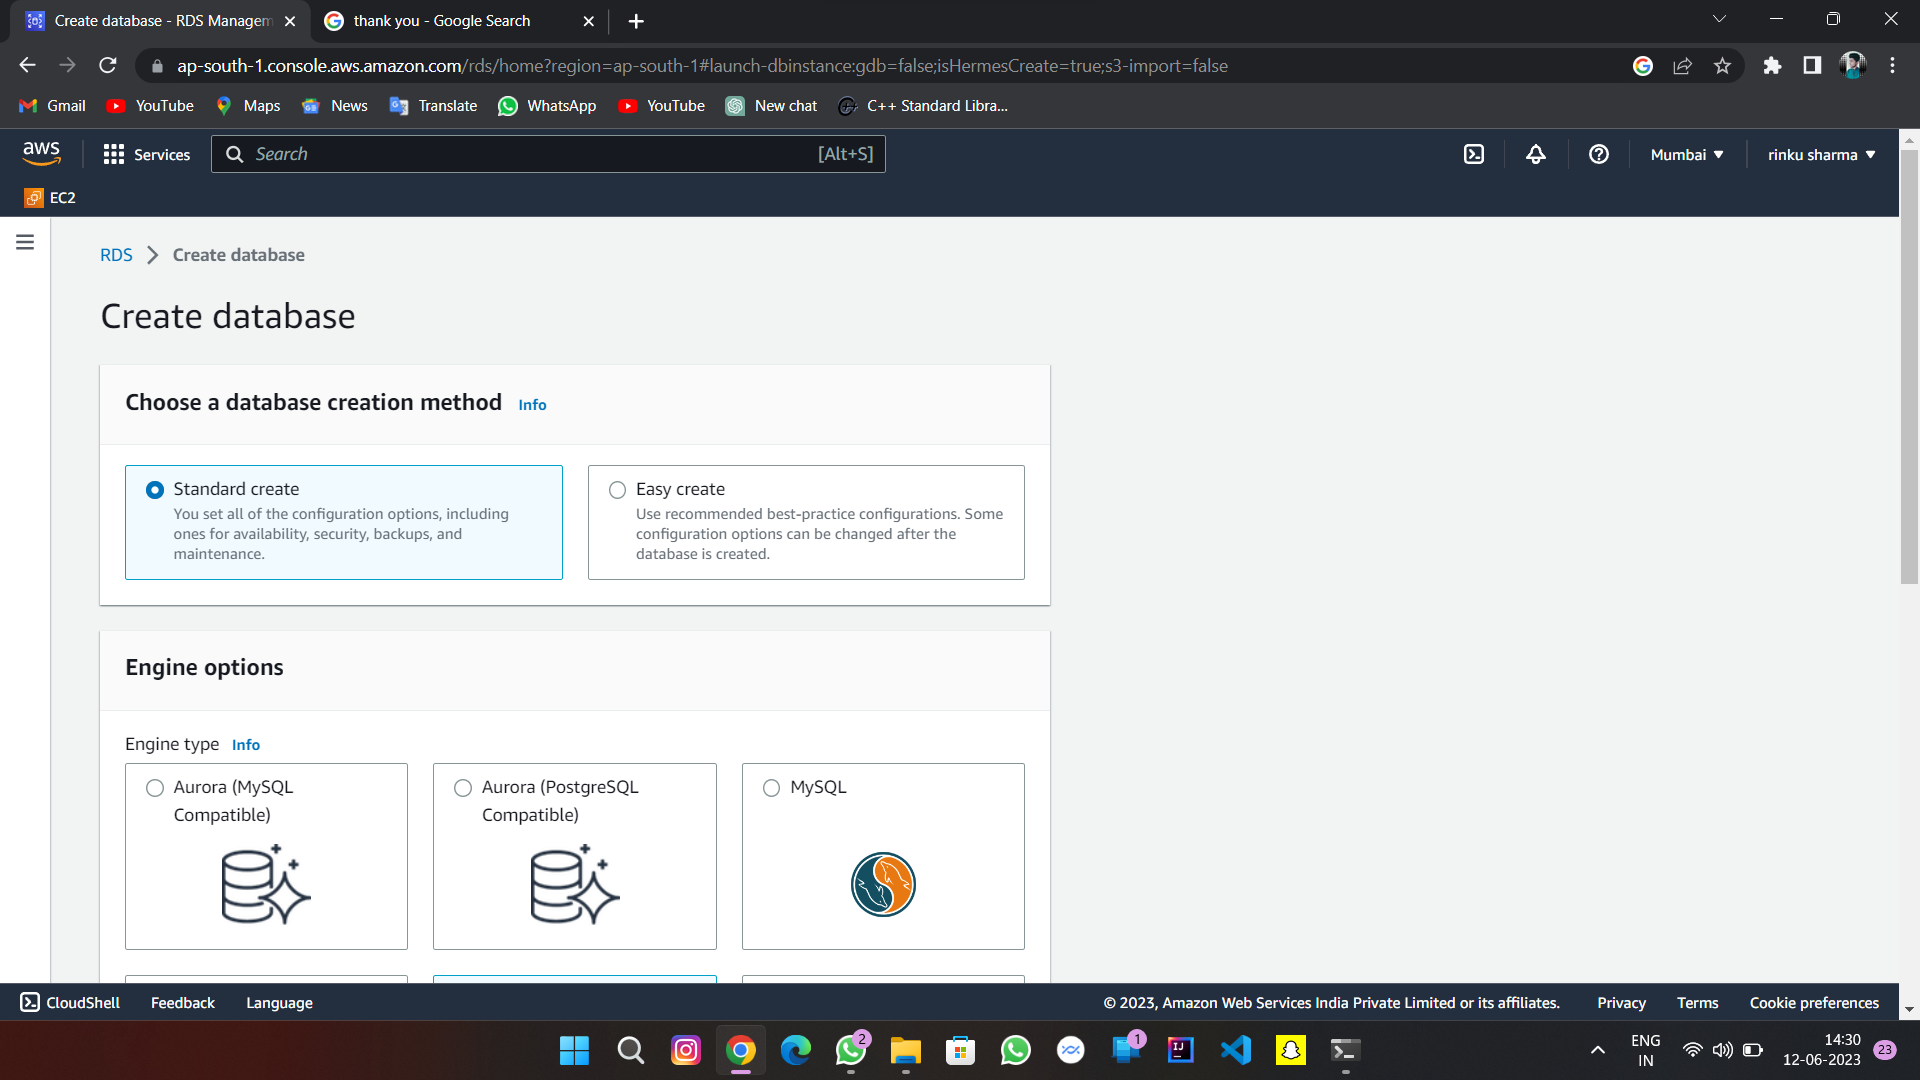 Create database - RDS Managem
thank you - Google Search
ap-south-1.console.aws.amazon.com/rds/home?region=ap-south-1#launch-dbinstance:gdb=false;isHermesCreate=true;s3-import=false
Gmail YouTube Maps News Translate WhatsApp YouTube New chat C++ Standard Libra...
aws Services Search [Alt+S] Mumbai rinku sharma
EC2
RDS Create database
Create database
Choose a database creation method Info
Standard create
You set all of the configuration options, including
ones for availability, security, backups, and
maintenance.
Easy create
Use recommended best-practice configurations. Some
configuration options can be changed after the
database is created.
Engine options
Engine type Info
Aurora (MySQL
Compatible)
Aurora (PostgreSQL
Compatible)
MySQL
CloudShell Feedback Language © 2023, Amazon Web Services India Private Limited or its affiliates. Privacy Terms Cookie preferences
2
1
IJ
ENG
IN
14:30
12-06-2023
23